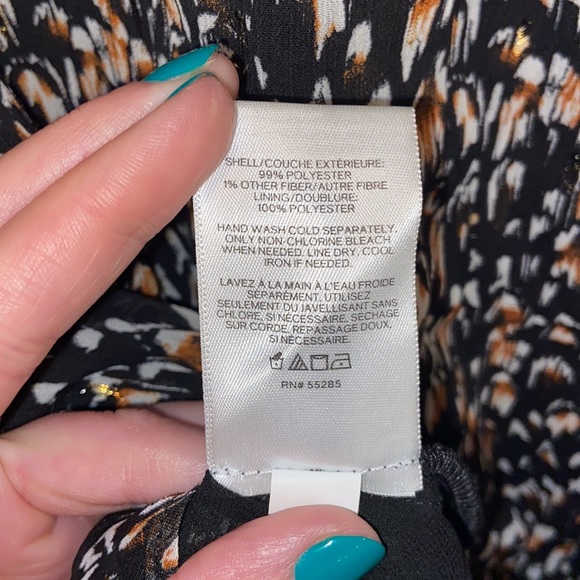 SHELL/COUCHE EXTÉRIEURE:
99% POLYESTER
1% OTHER FIBER/AUTRE FIBRE
LINING/DOUBLURE:
100% POLYESTER
HAND WASH COLD SEPARATELY.
ONLY NON-CHLORINE BLEACH
WHEN NEEDED. LINE DRY. COOL
IRON IF NEEDED.
LAVEZ À LA MAIN À L'EAU FROIDE
SÉPARÉMENT. UTILISEZ
SEULEMENT DU JAVELLISANT SANS
CHLORE, SI NÉCESSAIRE. SECHAGE
SUR CORDE. REPASSAGE DOUX,
SI NÉCESSAIRE.
RN# 55285